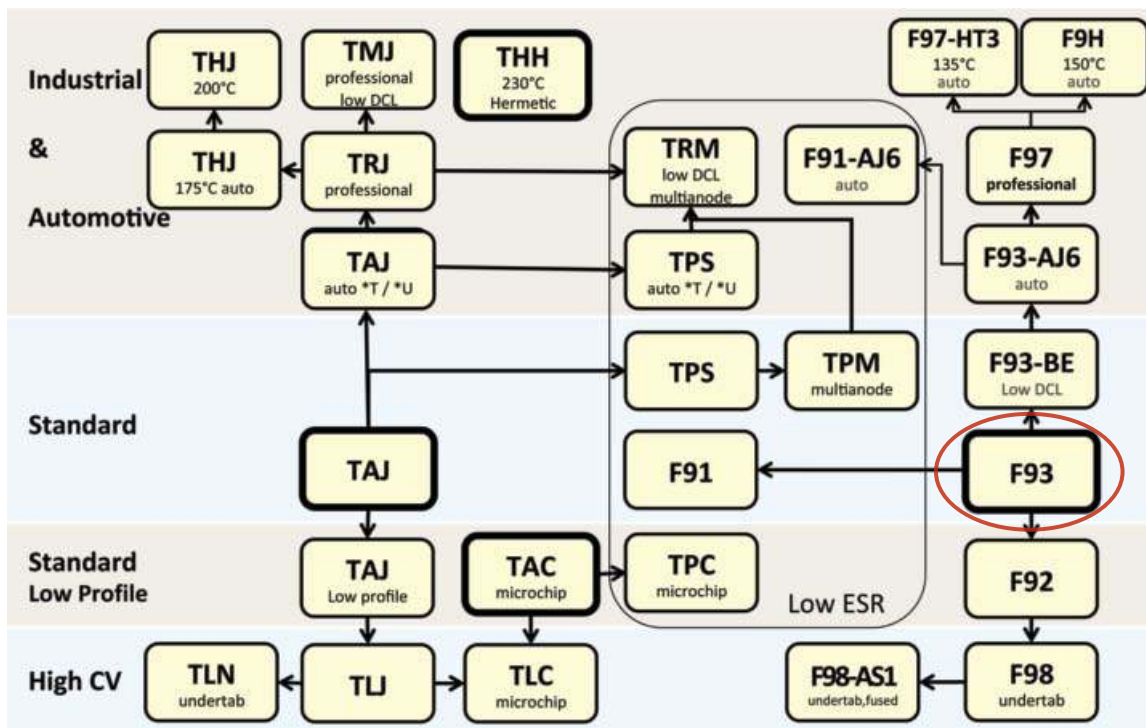 Industrial
&
Automotive
THJ
200°C
TMJ
professional
low DCL
THH
230°C
Hermetic
F97-HT3
135°C
auto
F9H
150°C
auto
THJ
175°C auto
TRJ
professional
TRM
low DCL
multianode
F91-AJ6
auto
F97
professional
TAJ
auto *T / *U
TPS
auto *T / *U
F93-AJ6
auto
Standard
TPS
TPM
multianode
F93-BE
Low DCL
TAJ
F91
F93
Standard
Low Profile
TAJ
Low profile
TAC
microchip
TPC
microchip
Low ESR
F92
High CV
TLN
undertab
TLJ
TLC
microchip
F98-AS1
undertab,fused
F98
undertab